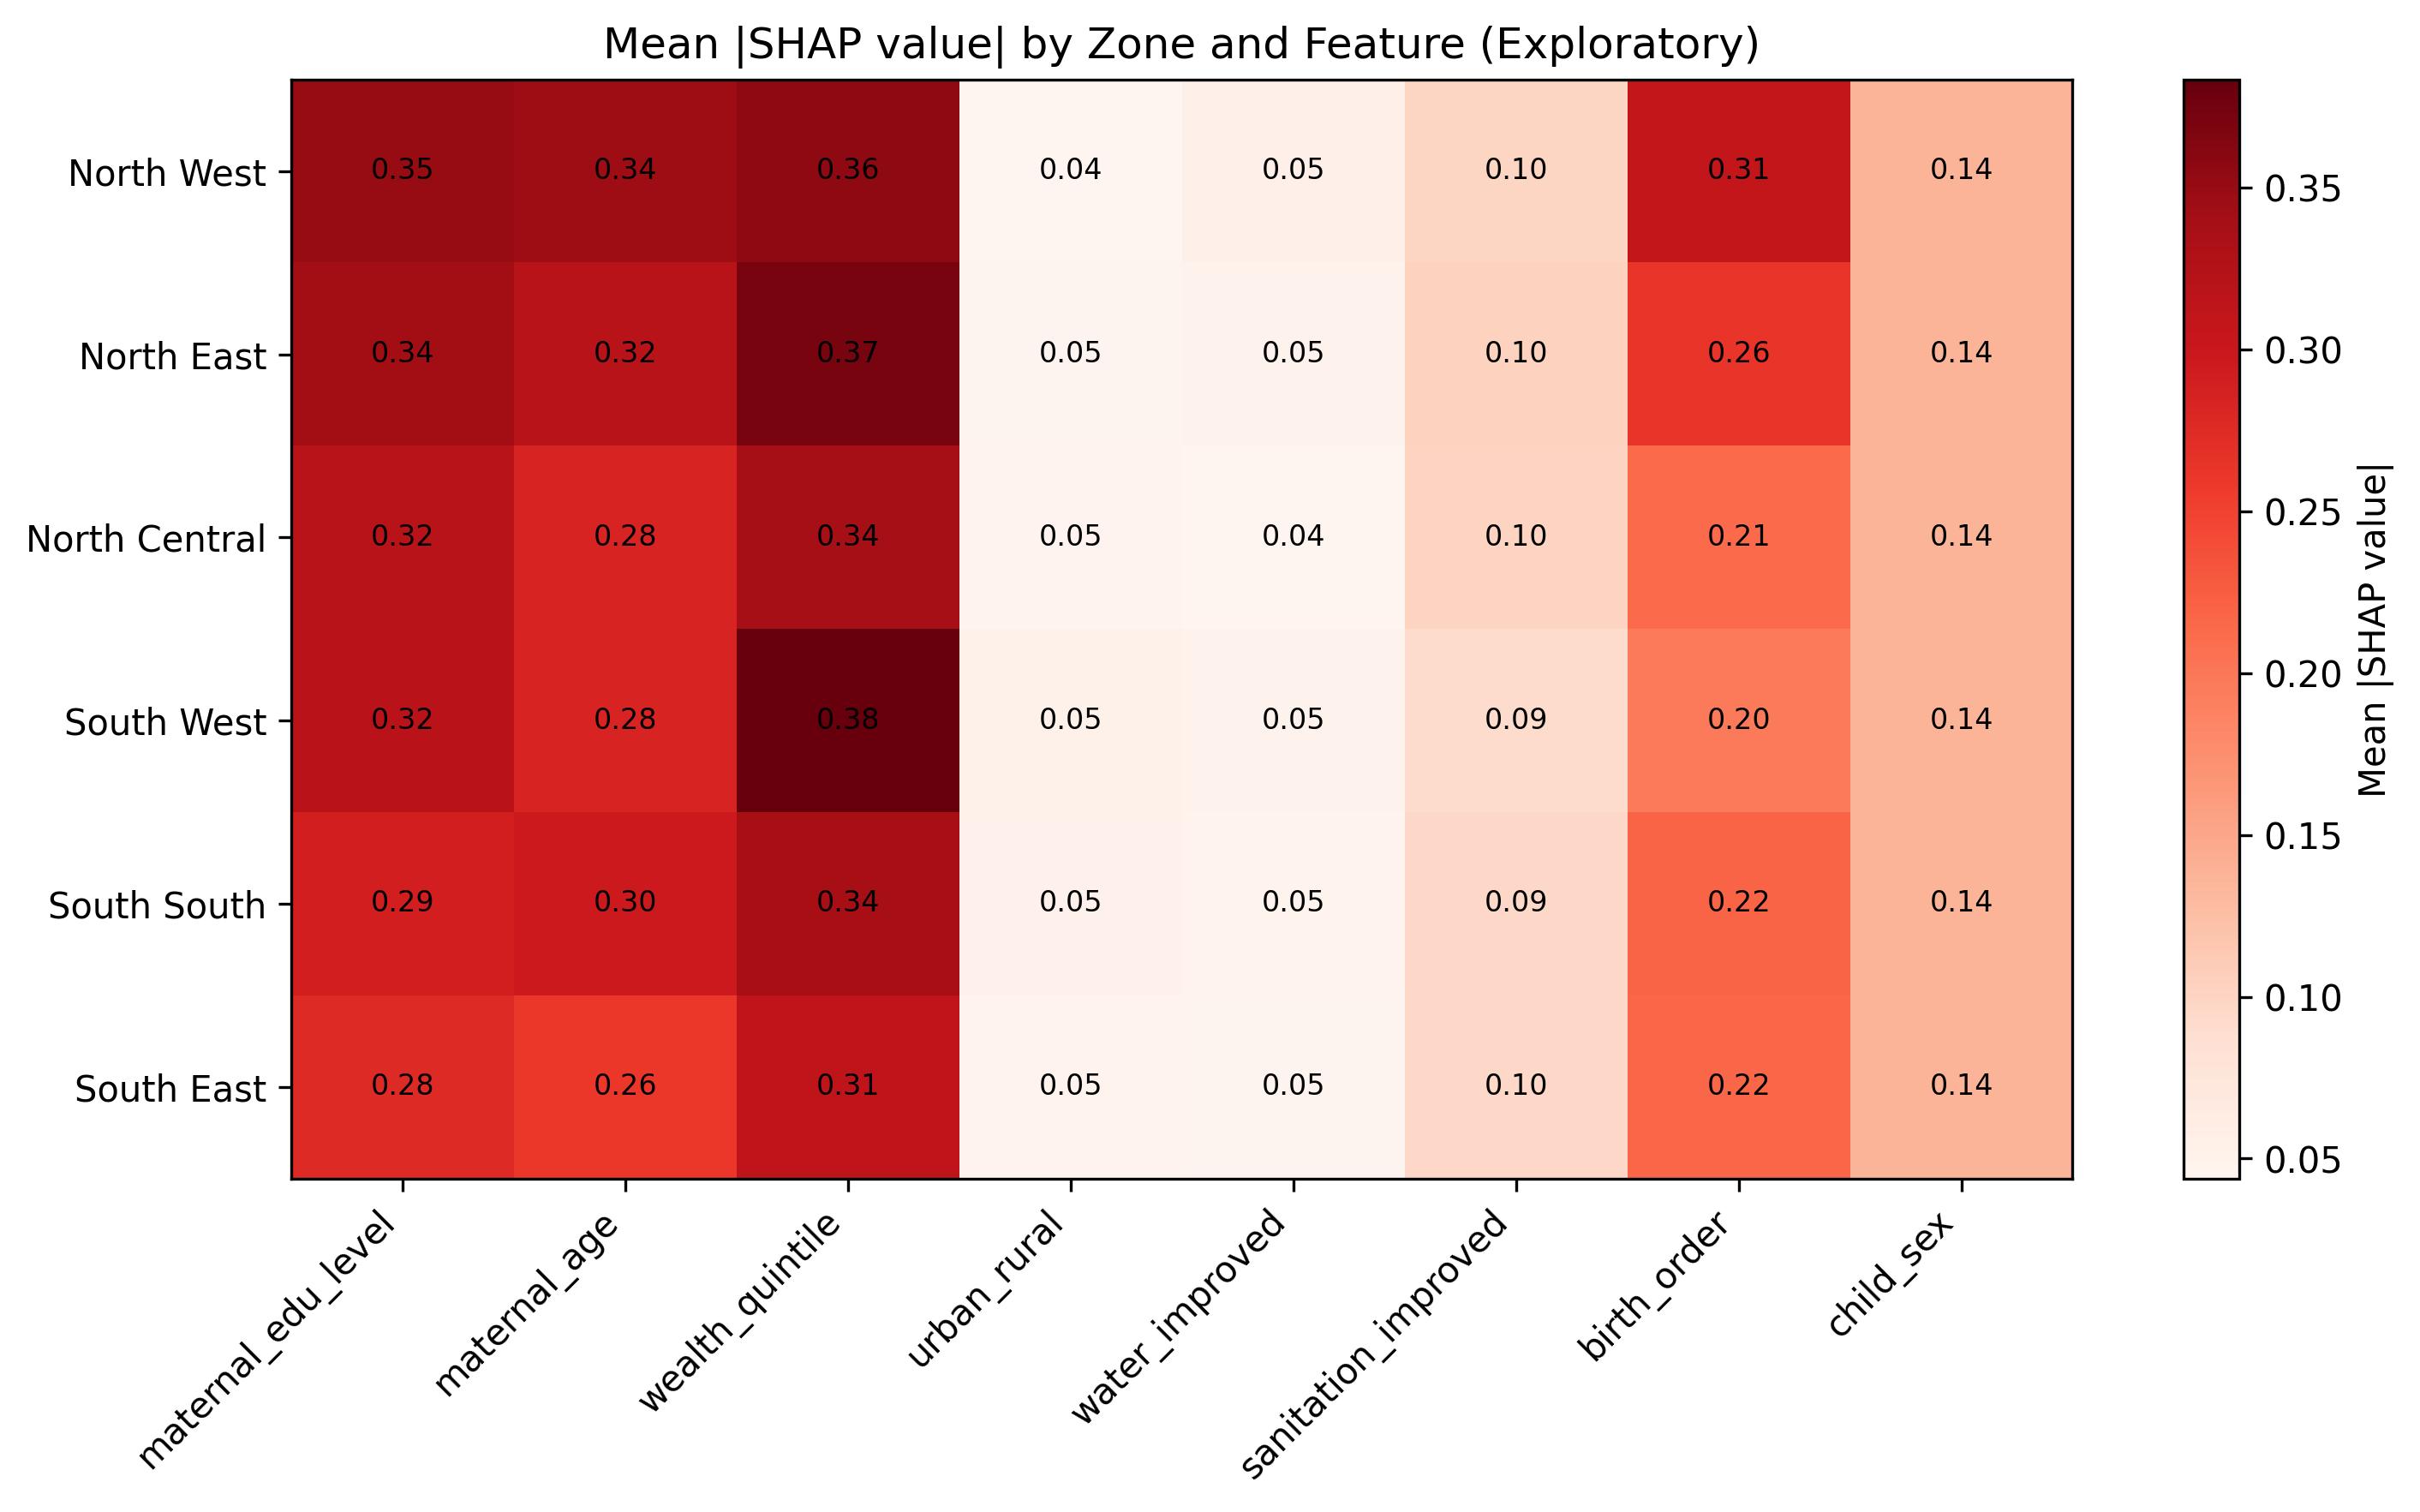 Mean |SHAP value| by Zone and Feature (Exploratory)
North West 0.35 0.34 0.36 0.04 0.05 0.10 0.31 0.14
North East 0.34 0.32 0.37 0.05 0.05 0.10 0.26 0.14
North Central 0.32 0.28 0.34 0.05 0.04 0.10 0.21 0.14
South West 0.32 0.28 0.38 0.05 0.05 0.09 0.20 0.14
South South 0.29 0.30 0.34 0.05 0.05 0.09 0.22 0.14
South East 0.28 0.26 0.31 0.05 0.05 0.10 0.22 0.14
maternal_edu_level
maternal_age
wealth_quintile
urban_rural
water_improved
sanitation_improved
birth_order
child_sex
0.35
0.30
0.25
0.20
0.15
0.10
0.05
Mean |SHAP value|